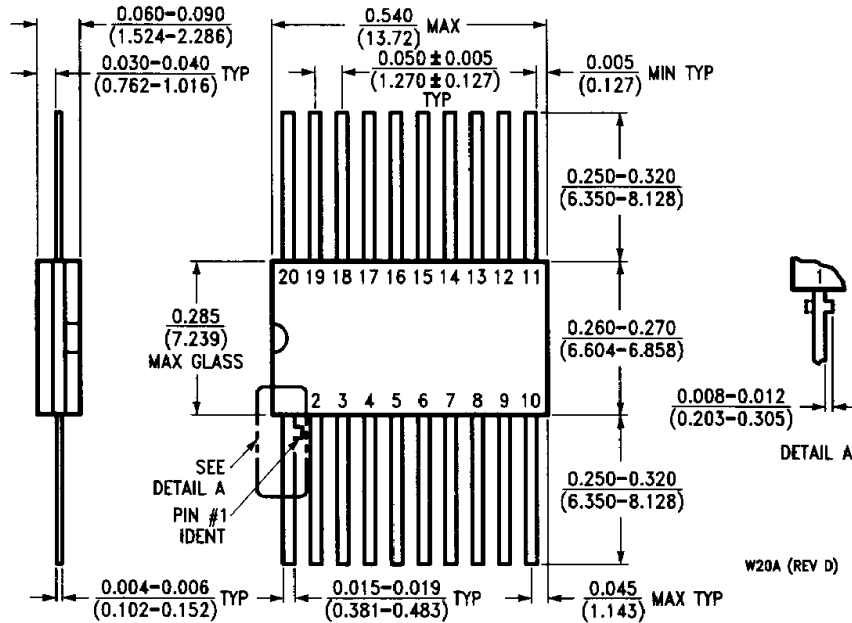 0.060–0.090
(1.524–2.286)
0.540
(13.72)
MAX
0.030–0.040
(0.762–1.016)
TYP
0.050 ± 0.005
(1.270 ± 0.127)
TYP
0.005
(0.127)
MIN TYP
0.250–0.320
(6.350–8.128)
20 19 18 17 16 15 14 13 12 11
1
0.285
(7.239)
MAX GLASS
0.260–0.270
(6.604–6.858)
2 3 4 5 6 7 8 9 10
0.008–0.012
(0.203–0.305)
DETAIL A
SEE
DETAIL A
PIN #1
IDENT
0.250–0.320
(6.350–8.128)
W20A (REV D)
0.004–0.006
(0.102–0.152)
TYP
0.015–0.019
(0.381–0.483)
TYP
0.045
(1.143)
MAX TYP